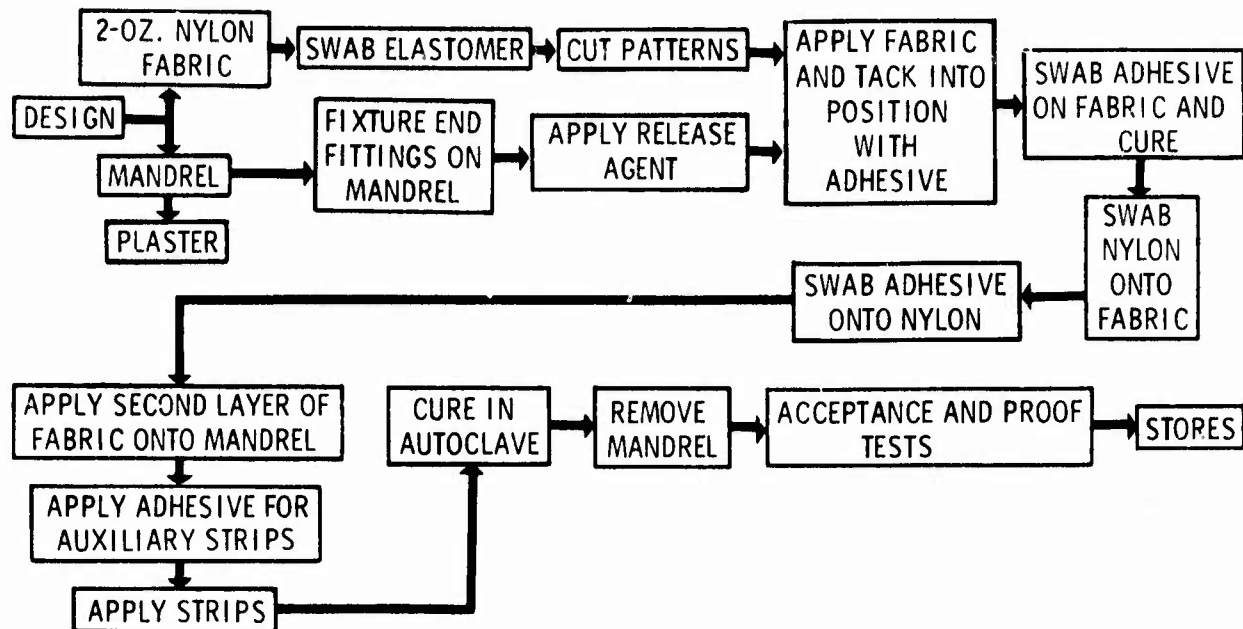 2-OZ. NYLON
FABRIC
SWAB ELASTOMER
CUT PATTERNS
APPLY FABRIC
AND TACK INTO
POSITION
WITH
ADHESIVE
SWAB ADHESIVE
ON FABRIC AND
CURE
DESIGN
FIXTURE END
FITTINGS ON
MANDREL
APPLY RELEASE
AGENT
MANDREL
PLASTER
SWAB
NYLON
ONTO
FABRIC
SWAB ADHESIVE
ONTO NYLON
APPLY SECOND LAYER OF
FABRIC ONTO MANDREL
CURE IN
AUTOCLAVE
REMOVE
MANDREL
ACCEPTANCE AND PROOF
TESTS
STORES
APPLY ADHESIVE FOR
AUXILIARY STRIPS
APPLY STRIPS